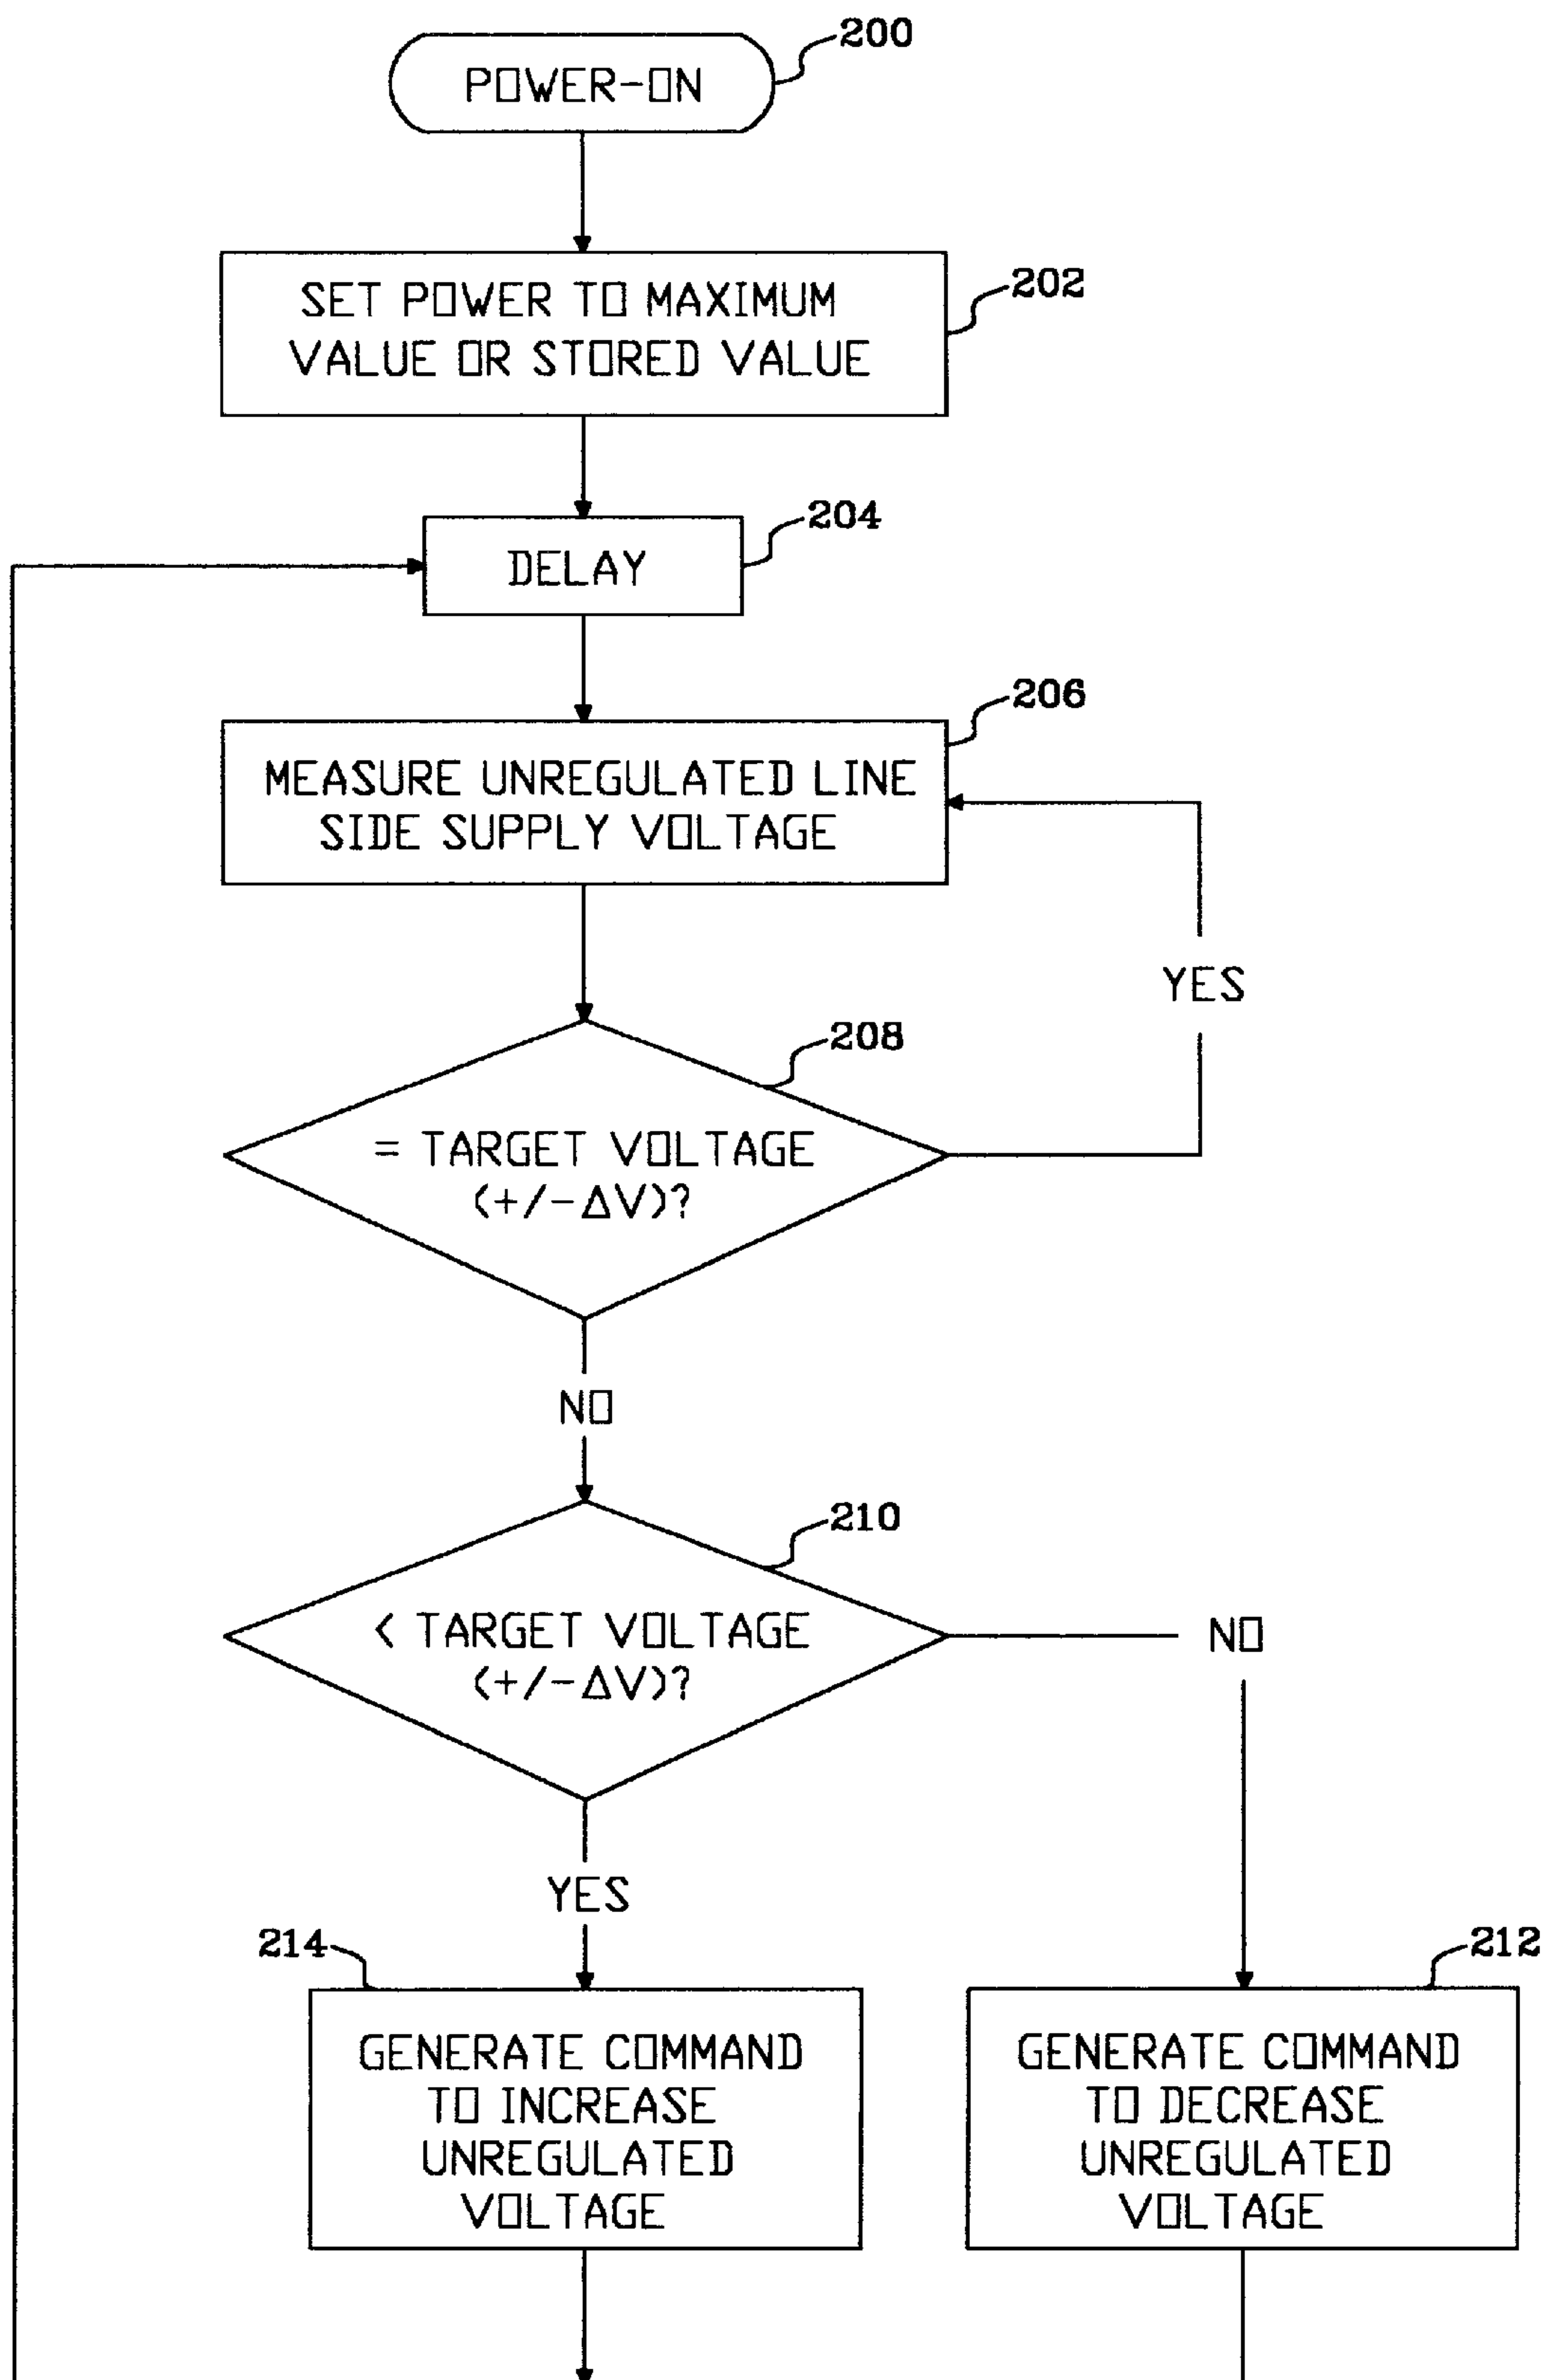 200
POWER-ON
202
SET POWER TO MAXIMUM
VALUE OR STORED VALUE
204
DELAY
206
MEASURE UNREGULATED LINE
SIDE SUPPLY VOLTAGE
YES
208
= TARGET VOLTAGE
(+/-ΔV)?
NO
210
< TARGET VOLTAGE
(+/-ΔV)?
NO
YES
214
GENERATE COMMAND
TO INCREASE
UNREGULATED
VOLTAGE
212
GENERATE COMMAND
TO DECREASE
UNREGULATED
VOLTAGE